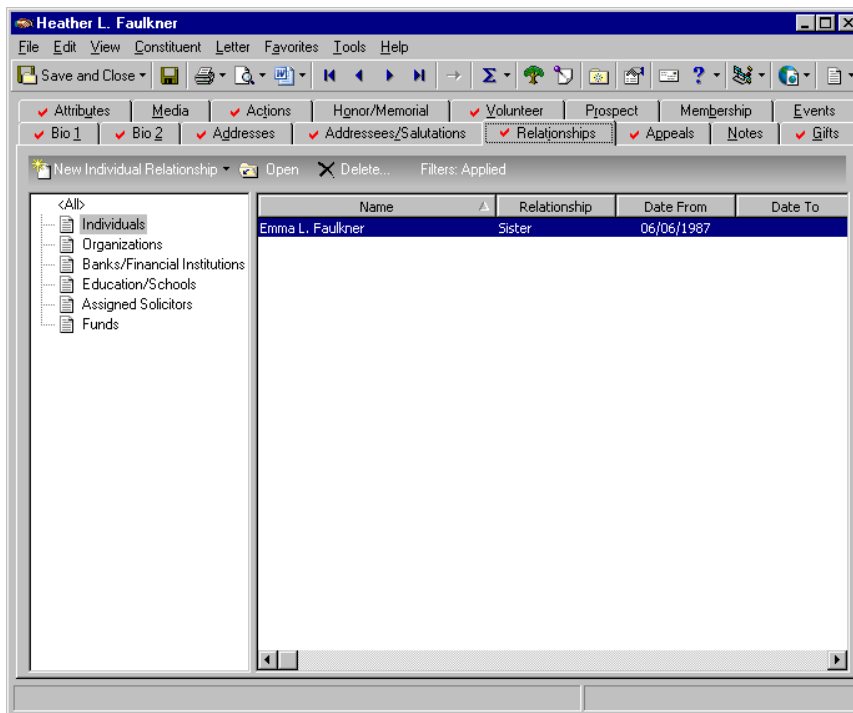 Heather L. Faulkner
File Edit View Constituent Letter Favorites Tools Help
Save and Close
Attributes Media Actions Honor/Memorial Volunteer Prospect Membership Events
Bio 1 Bio 2 Addresses Addressees/Salutations Relationships Appeals Notes Gifts
New Individual Relationship Open Delete... Filters: Applied
<All>
Individuals
Organizations
Banks/Financial Institutions
Education/Schools
Assigned Solicitors
Funds
Name Relationship Date From Date To
Emma L. Faulkner Sister 06/06/1987